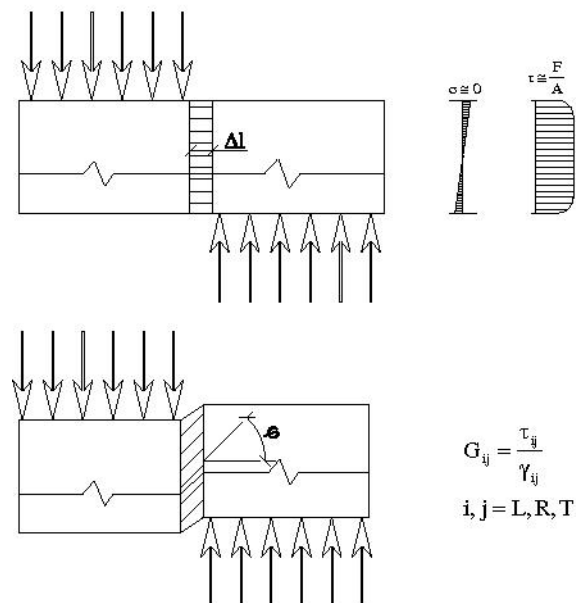 σ ≅ 0
τ ≅ F/A
Δl
G_ij = τ_ij / γ_ij
i, j = L, R, T